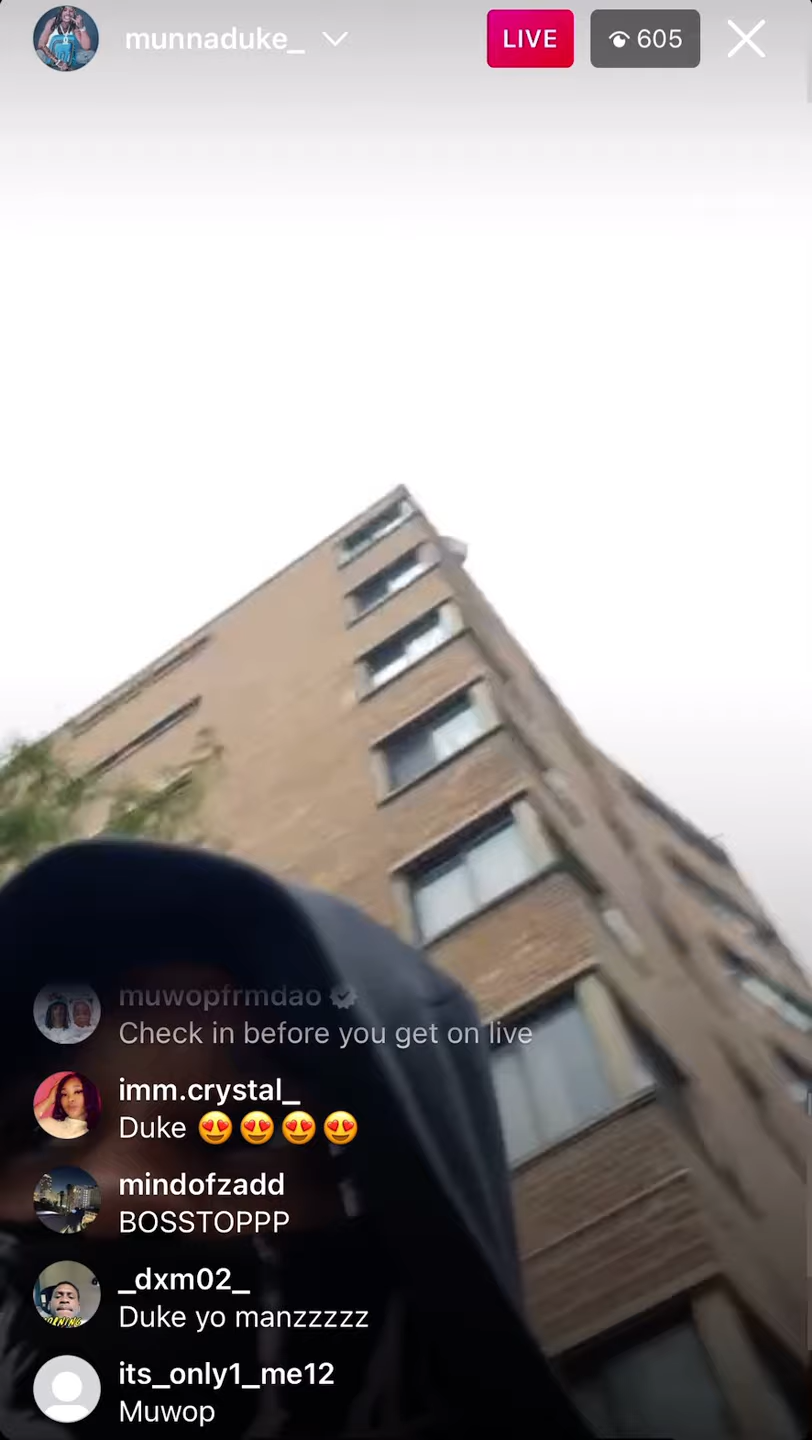 munnaduke_
LIVE
605
muwopfrmdao
Check in before you get on live
imm.crystal_
Duke 😍😍😍😍
mindofzadd
BOSSTOPPP
_dxm02_
Duke yo manzzzzz
its_only1_me12
Muwop